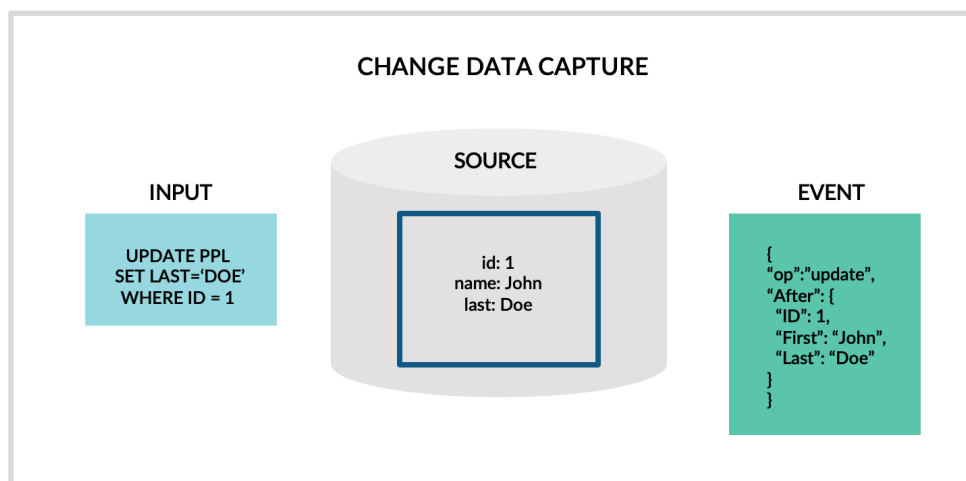 CHANGE DATA CAPTURE
INPUT
UPDATE PPL
SET LAST=‘DOE’
WHERE ID = 1
SOURCE
id: 1
name: John
last: Doe
EVENT
{
“op”:”update”,
“After”: {
“ID”: 1,
“First”: “John”,
“Last”: “Doe”
}
}